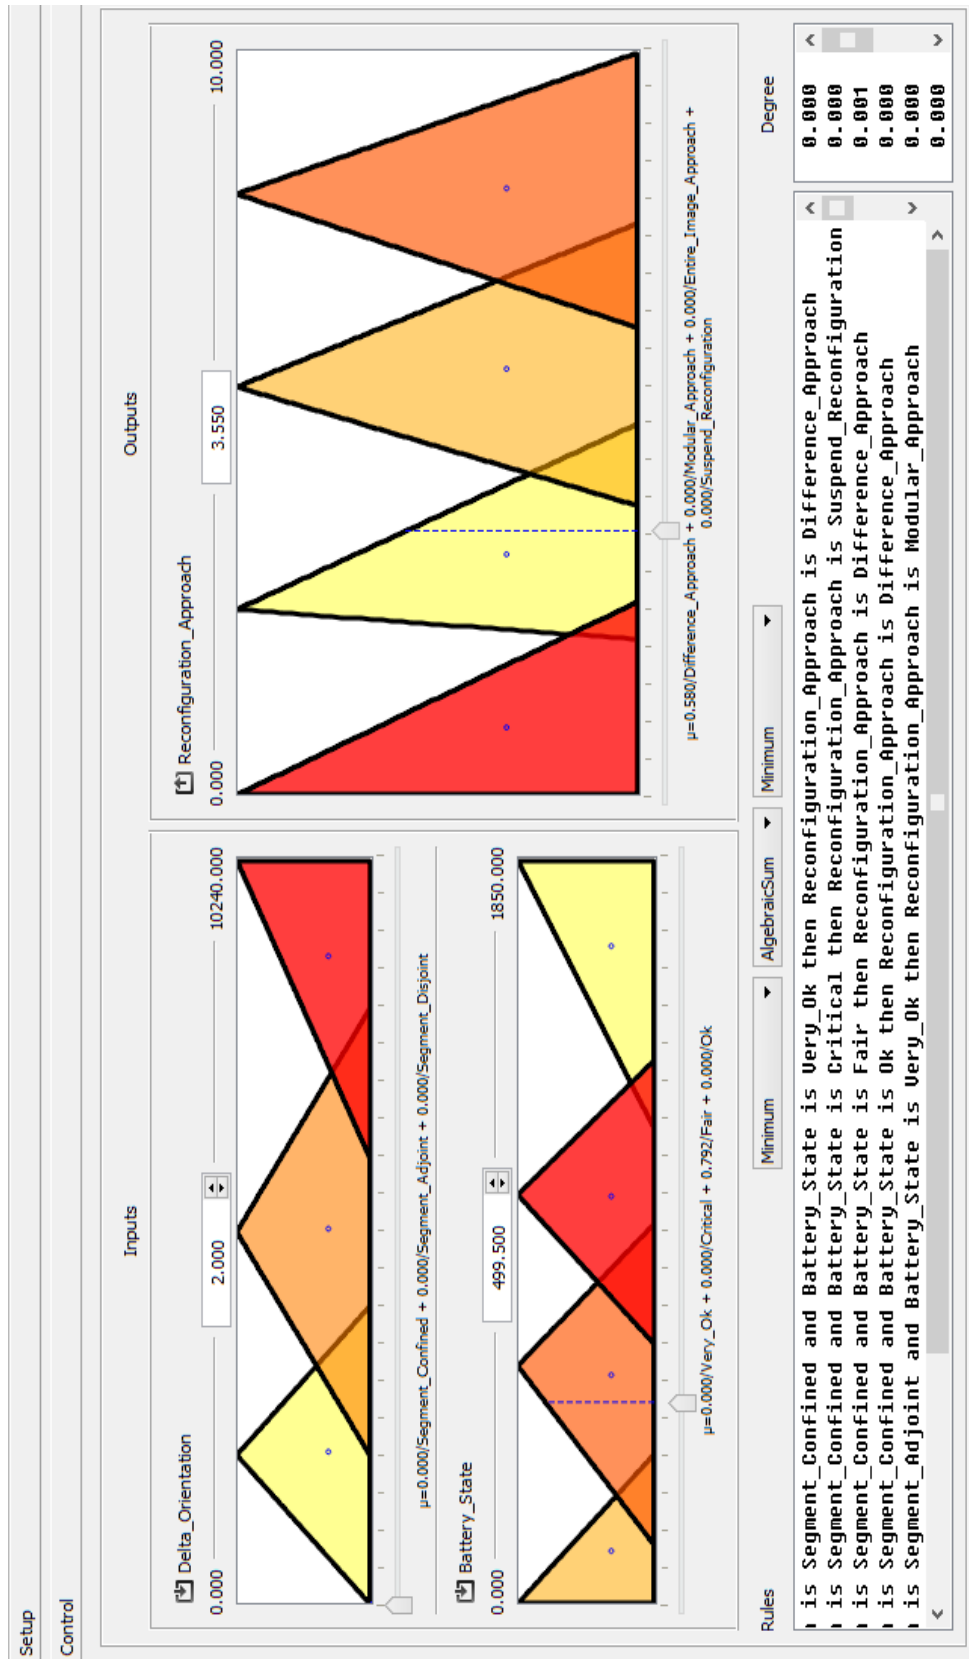 Setup
Control
Inputs
Delta_Orientation
0.000
2.000
10240.000
μ=0.000/Segment_Confined + 0.000/Segment_Adjoint + 0.000/Segment_Disjoint
Battery_State
0.000
499.500
1850.000
μ=0.000/Very_Ok + 0.000/Critical + 0.792/Fair + 0.000/Ok
Outputs
Reconfiguration_Approach
0.000
3.550
10.000
μ=0.580/Difference_Approach + 0.000/Modular_Approach + 0.000/Entire_Image_Approach +
0.000/Suspend_Reconfiguration
Rules
Minimum
AlgebraicSum
Minimum
Degree
is Segment_Confined and Battery_State is Very_Ok then Reconfiguration_Approach is Difference_Approach
is Segment_Confined and Battery_State is Critical then Reconfiguration_Approach is Suspend_Reconfiguration
is Segment_Confined and Battery_State is Fair then Reconfiguration_Approach is Difference_Approach
is Segment_Confined and Battery_State is Ok then Reconfiguration_Approach is Difference_Approach
is Segment_Adjoint and Battery_State is Very_Ok then Reconfiguration_Approach is Modular_Approach
0.000
0.000
0.001
0.000
0.000
0.000